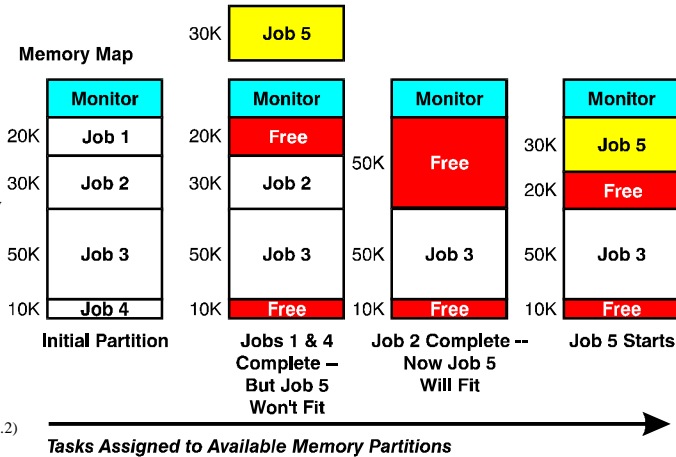 30K
Job 5
Memory Map
Monitor
20K
Job 1
30K
Job 2
50K
Job 3
10K
Job 4
Initial Partition
Monitor
20K
Free
30K
Job 2
50K
Job 3
10K
Free
Jobs 1 & 4
Complete –
But Job 5
Won't Fit
Monitor
50K
Free
50K
Job 3
10K
Free
Job 2 Complete --
Now Job 5
Will Fit
Monitor
30K
Job 5
20K
Free
50K
Job 3
10K
Free
Job 5 Starts
.2)
Tasks Assigned to Available Memory Partitions